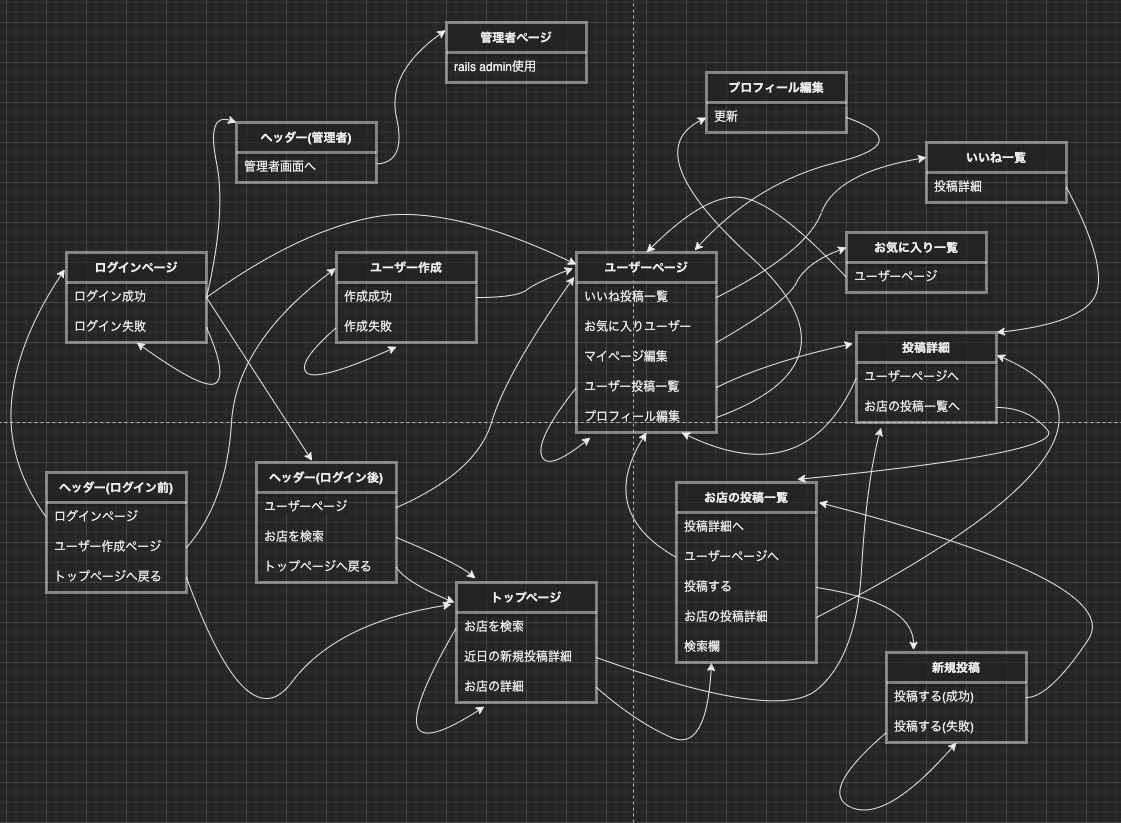 管理者ページ
rails admin使用
プロフィール編集
更新
ヘッダー(管理者)
管理者画面へ
いいね一覧
投稿詳細
お気に入り一覧
ユーザーページ
ログインページ
ログイン成功
ログイン失敗
ユーザー作成
作成成功
作成失敗
ユーザーページ
いいね投稿一覧
お気に入りユーザー
マイページ編集
ユーザー投稿一覧
プロフィール編集
投稿詳細
ユーザーページへ
お店の投稿一覧へ
ヘッダー(ログイン前)
ログインページ
ユーザー作成ページ
トップページへ戻る
ヘッダー(ログイン後)
ユーザーページ
お店を検索
トップページへ戻る
お店の投稿一覧
投稿詳細へ
ユーザーページへ
投稿する
お店の投稿詳細
検索欄
トップページ
お店を検索
近日の新規投稿詳細
お店の詳細
新規投稿
投稿する(成功)
投稿する(失敗)